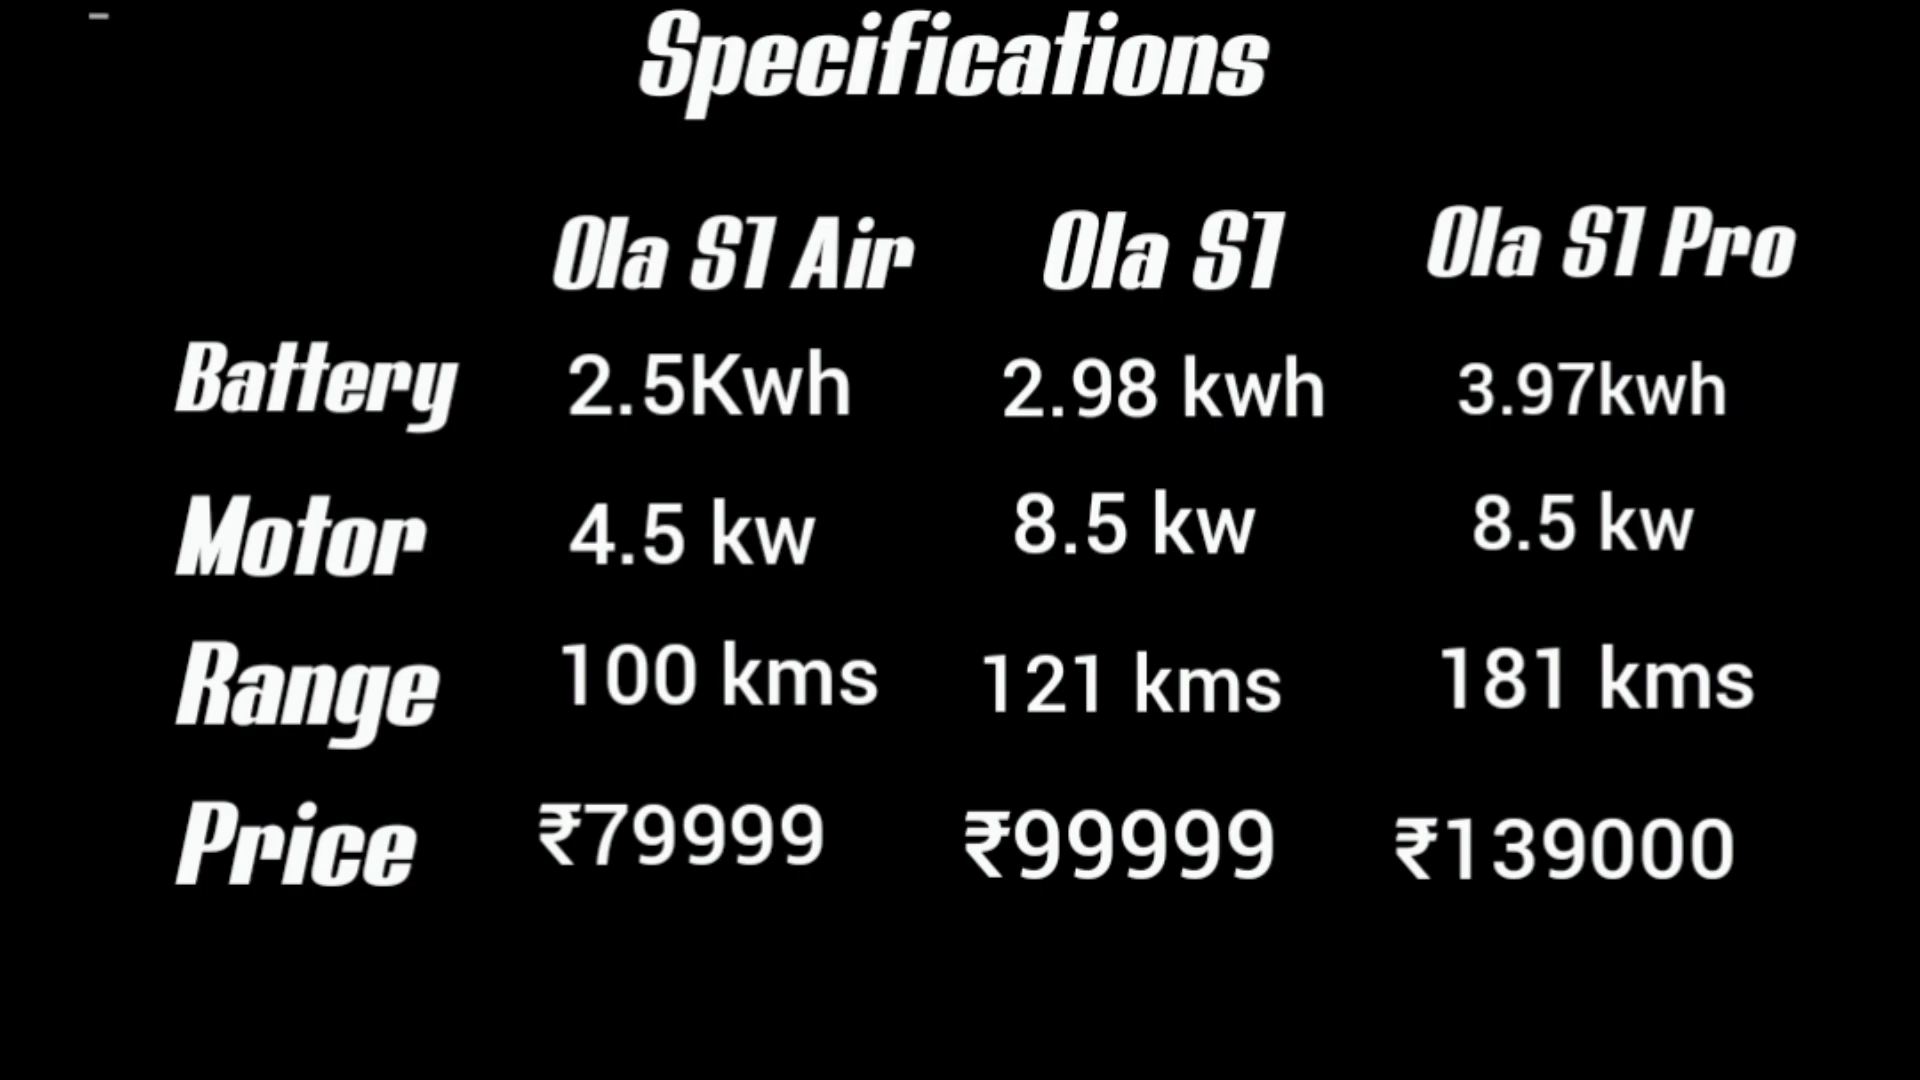 Specifications
Ola S1 Air Ola S1 Ola S1 Pro
Battery 2.5Kwh 2.98 kwh 3.97kwh
Motor 4.5 kw 8.5 kw 8.5 kw
Range 100 kms 121 kms 181 kms
Price ₹79999 ₹99999 ₹139000